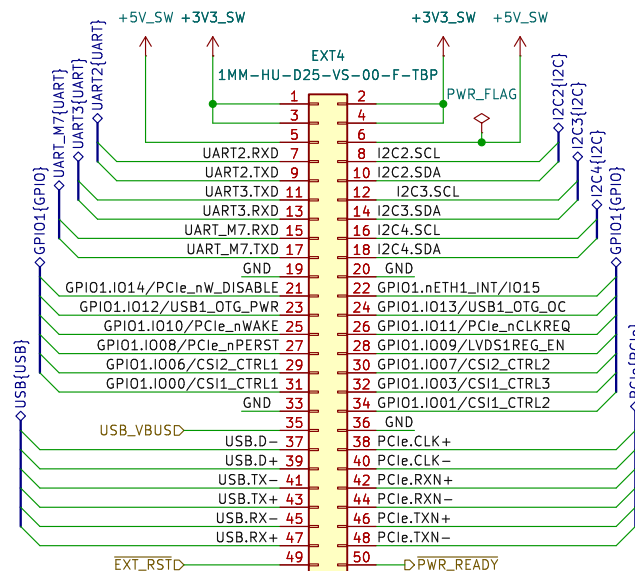 +5V_SW +3V3_SW +3V3_SW +5V_SW
EXT4
1MM-HU-D25-VS-00-F-TBP
PWR_FLAG
UART2{UART}
UART3{UART}
UART_M7{UART}
GPIO1{GPIO}
USB{USB}
I2C2{I2C}
I2C3{I2C}
I2C4{I2C}
GPIO1{GPIO}
PCIe{PCIe}
1 2
3 4
5 6
UART2.RXD 7 8 I2C2.SCL
UART2.TXD 9 10 I2C2.SDA
UART3.TXD 11 12 I2C3.SCL
UART3.RXD 13 14 I2C3.SDA
UART_M7.RXD 15 16 I2C4.SCL
UART_M7.TXD 17 18 I2C4.SDA
GND 19 20 GND
GPIO1.IO14/PCIe_nW_DISABLE 21 22 GPIO1.nETH1_INT/IO15
GPIO1.IO12/USB1_OTG_PWR 23 24 GPIO1.IO13/USB1_OTG_OC
GPIO1.IO10/PCIe_nWAKE 25 26 GPIO1.IO11/PCIe_nCLKREQ
GPIO1.IO08/PCIe_nPERST 27 28 GPIO1.IO09/LVDS1REG_EN
GPIO1.IO06/CSI2_CTRL1 29 30 GPIO1.IO07/CSI2_CTRL2
GPIO1.IO00/CSI1_CTRL1 31 32 GPIO1.IO03/CSI1_CTRL3
GND 33 34 GPIO1.IO01/CSI1_CTRL2
USB_VBUS 35 36 GND
USB.D- 37 38 PCIe.CLK+
USB.D+ 39 40 PCIe.CLK-
USB.TX- 41 42 PCIe.RXN+
USB.TX+ 43 44 PCIe.RXN-
USB.RX- 45 46 PCIe.TXN+
USB.RX+ 47 48 PCIe.TXN-
EXT_RST 49 50 PWR_READY